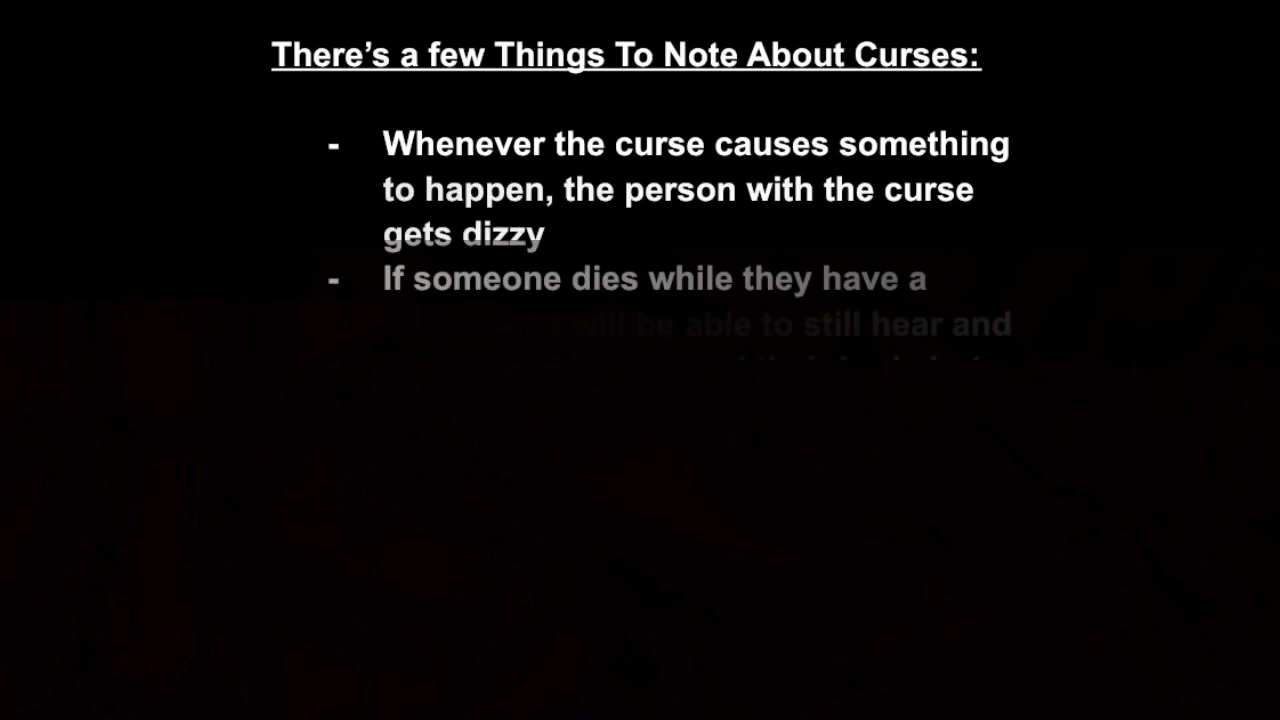 There’s a few Things To Note About Curses:
- Whenever the curse causes something
to happen, the person with the curse
gets dizzy
- If someone dies while they have a
will be able to still hear and